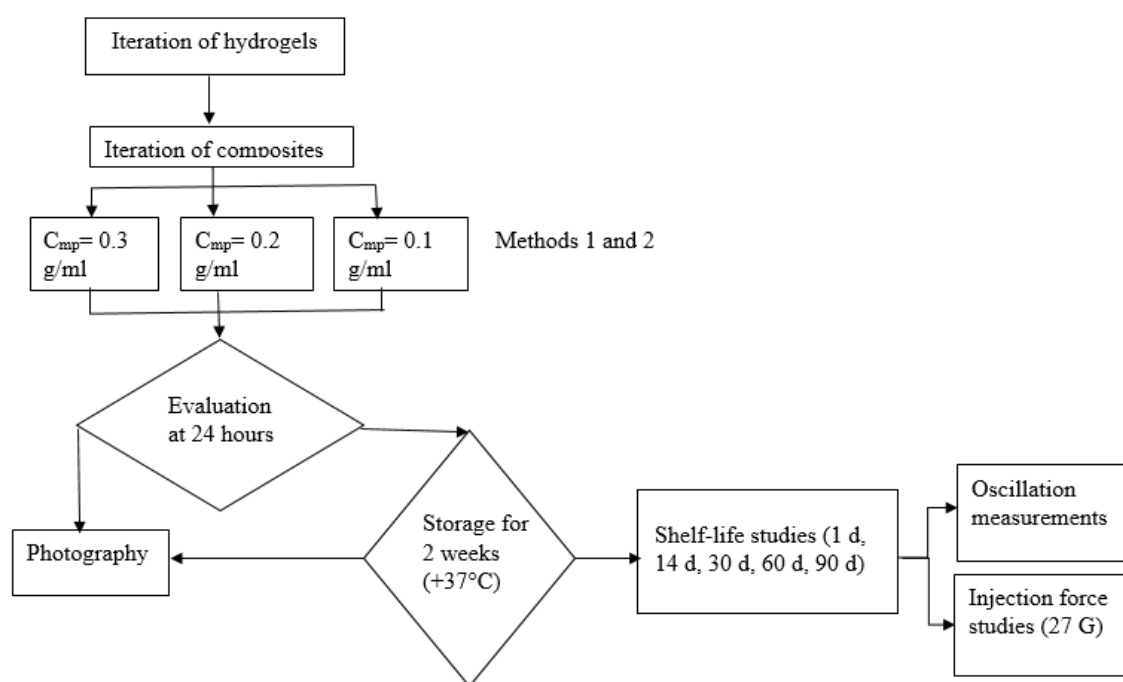 Iteration of hydrogels
Iteration of composites
Cmp= 0.3
g/ml
Cmp= 0.2
g/ml
Cmp= 0.1
g/ml
Methods 1 and 2
Evaluation
at 24 hours
Photography
Storage for
2 weeks
(+37°C)
Shelf-life studies (1 d,
14 d, 30 d, 60 d, 90 d)
Oscillation
measurements
Injection force
studies (27 G)